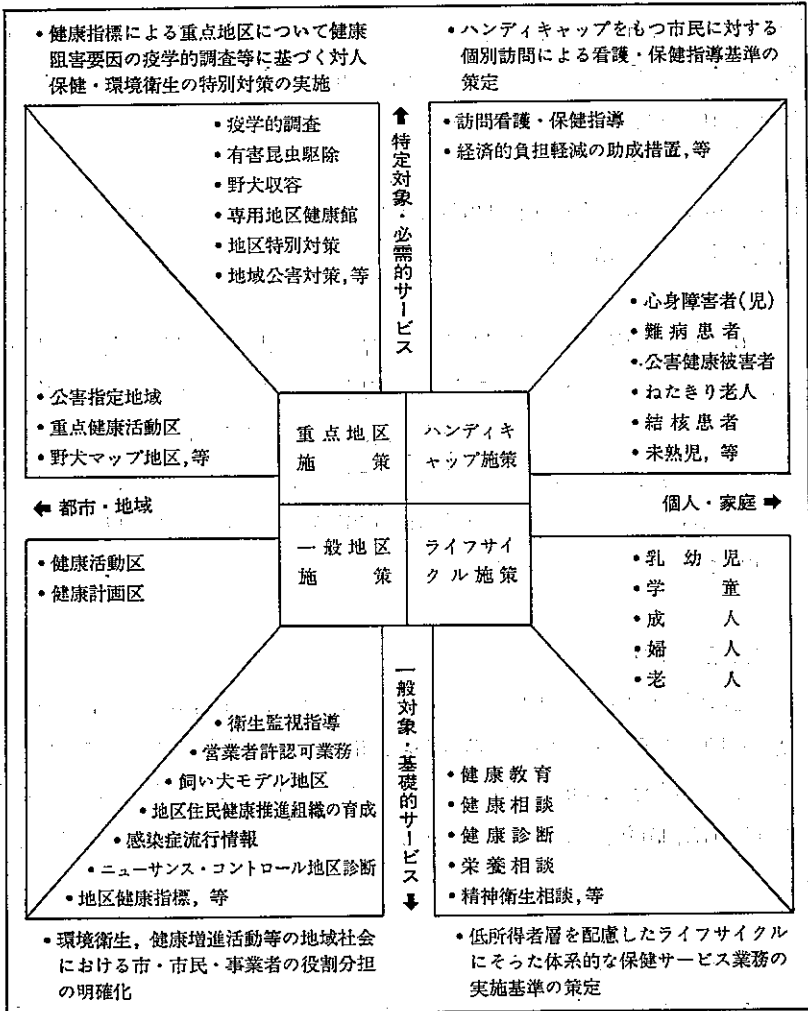 • 健康指標による重点地区について健康
阻害要因の疫学的調査等に基づく対人
保健・環境衛生の特別対策の実施
• ハンディキャップをもつ市民に対する
個別訪問による看護・保健指導基準の
策定
• 疫学的調査
• 有害昆虫駆除
• 野犬収容
• 専用地区健康館
• 地区特別対策
• 地域公害対策, 等
⬆特定対象・必需的サービス
• 訪問看護・保健指導
• 経済的負担軽減の助成措置, 等
• 公害指定地域
• 重点健康活動区
• 野犬マップ地区, 等
• 心身障害者(児)
• 難病患者
• 公害健康被害者
• ねたきり老人
• 結核患者
• 未熟児, 等
重点地区
施策
ハンディキ
ャップ施策
⬅ 都市・地域
個人・家庭 ➡
一般地区
施策
ライフサイ
クル施策
• 健康活動区
• 健康計画区
• 乳幼児
• 学童
• 成人
• 婦人
• 老人
• 衛生監視指導
• 営業者許認可業務
• 飼い犬モデル地区
• 地区住民健康推進組織の育成
• 感染症流行情報
• ニューサンス・コントロール地区診断
• 地区健康指標, 等
一般対象・基礎的サービス⬇
• 健康教育
• 健康相談
• 健康診断
• 栄養相談
• 精神衛生相談, 等
• 環境衛生, 健康増進活動等の地域社会
における市・市民・事業者の役割分担
の明確化
• 低所得者層を配慮したライフサイクル
にそった体系的な保健サービス業務の
実施基準の策定